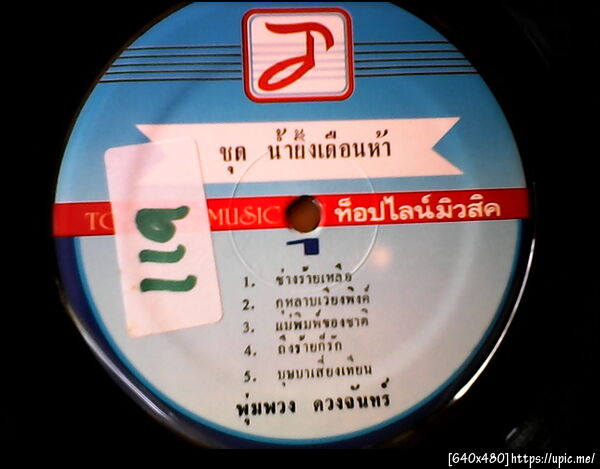 ชุด น้ำผึ้งเดือนห้า
MUSIC ท็อปไลน์มิวสิค
1. ช่างร้ายเหลือ
2. กุหลาบเวียงพิงค์
3. แม่พิมพ์ของชาติ
4. ถึงร้ายก็รัก
5. บุษบาเสี่ยงเทียน
พุ่มพวง ดวงจันทร์
[640x480]https://upic.me/